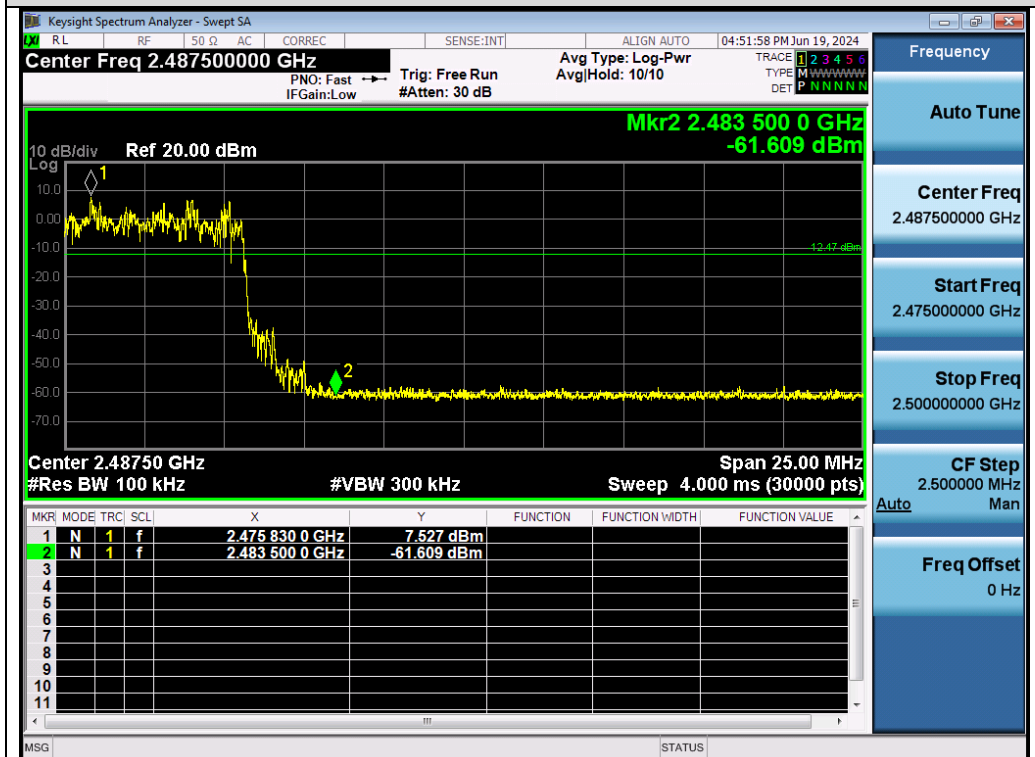 Keysight Spectrum Analyzer - Swept SA
LXI RL RF 50 Ω AC CORREC SENSE:INT ALIGN AUTO 04:51:58 PM Jun 19, 2024
Center Freq 2.487500000 GHz
PNO: Fast
IFGain:Low
Trig: Free Run
#Atten: 30 dB
Avg Type: Log-Pwr
Avg|Hold: 10/10
TRACE 1 2 3 4 5 6
TYPE M W W W W W
DET P N N N N N
Mkr2 2.483 500 0 GHz
-61.609 dBm
10 dB/div Ref 20.00 dBm
Log
10.0
0.00
-10.0
-20.0
-30.0
-40.0
-50.0
-60.0
-70.0
1
-12.47 dBm
2
Center 2.48750 GHz Span 25.00 MHz
#Res BW 100 kHz #VBW 300 kHz Sweep 4.000 ms (30000 pts)
MKR MODE TRC SCL X Y FUNCTION FUNCTION WIDTH FUNCTION VALUE
1 N 1 f 2.475 830 0 GHz 7.527 dBm
2 N 1 f 2.483 500 0 GHz -61.609 dBm
3
4
5
6
7
8
9
10
11
MSG STATUS
Frequency
Auto Tune
Center Freq
2.487500000 GHz
Start Freq
2.475000000 GHz
Stop Freq
2.500000000 GHz
CF Step
2.500000 MHz
Auto Man
Freq Offset
0 Hz